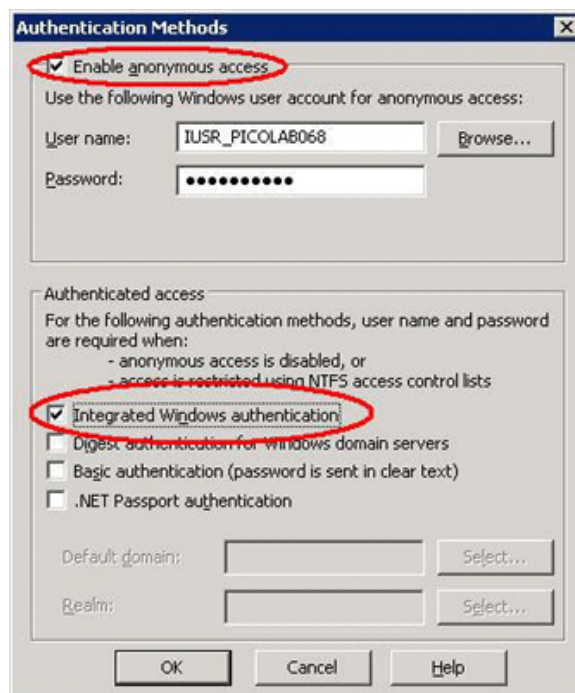 Authentication Methods
Enable anonymous access
Use the following Windows user account for anonymous access:
User name:
IUSR_PICOLAB068
Browse...
Password:
••••••••••
Authenticated access
For the following authentication methods, user name and password
are required when:
- anonymous access is disabled, or
- access is restricted using NTFS access control lists
Integrated Windows authentication
Digest authentication for Windows domain servers
Basic authentication (password is sent in clear text)
.NET Passport authentication
Default domain:
Select...
Realm:
Select...
OK
Cancel
Help